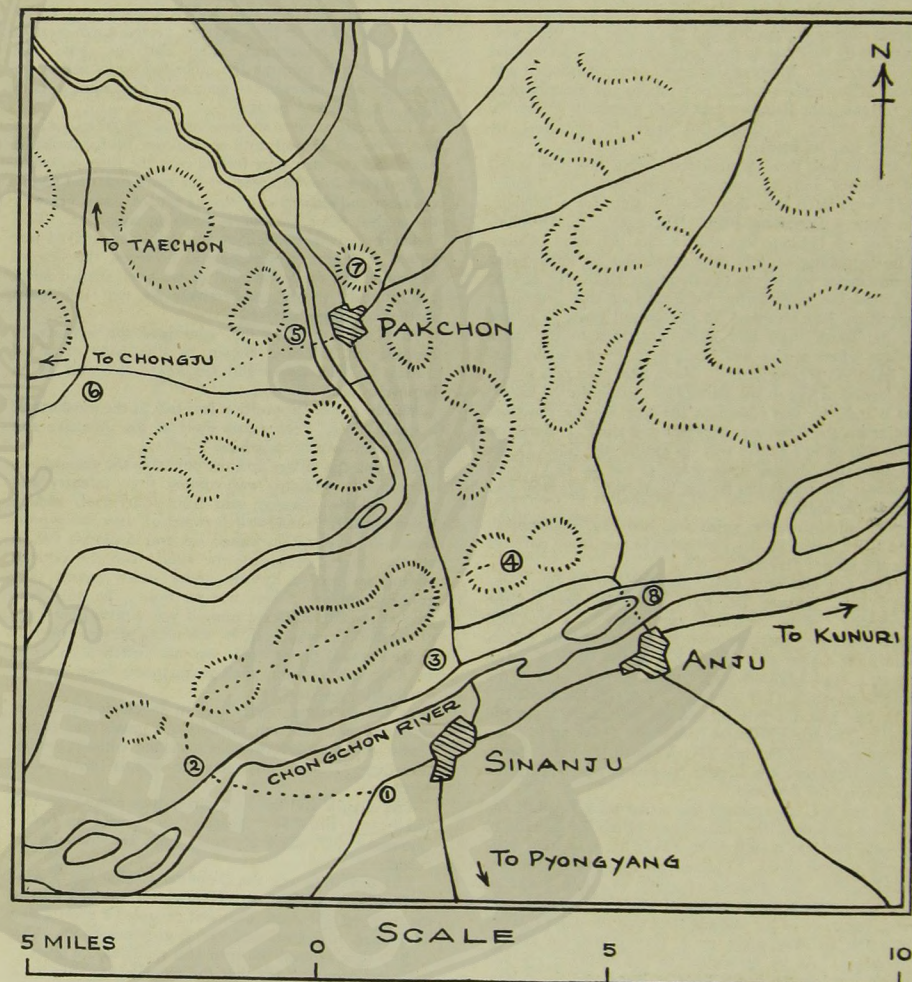 N
To TAECHON
⑦
⑤
PAKCHON
To CHONGJU
⑥
④
⑧
To KUNURI
③
ANJU
CHONGCHON RIVER
②
SINANJU
①
To PYONGYANG
SCALE
5 MILES 0 5 10